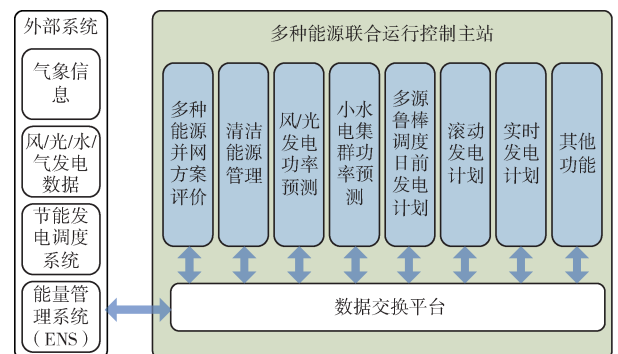 外部系统
气象信
息
风/光/水/
气发电
数据
节能发
电调度
系统
能量管
理系统
（ENS）
多种能源联合运行控制主站
多种
能源
并网
方案
评价
清洁
能源
管理
风/光
发电
功率
预测
小水
电集
群功
率预
测
多源
鲁棒
调度
日前
发电
计划
滚动
发电
计划
实时
发电
计划
其他
功能
数据交换平台